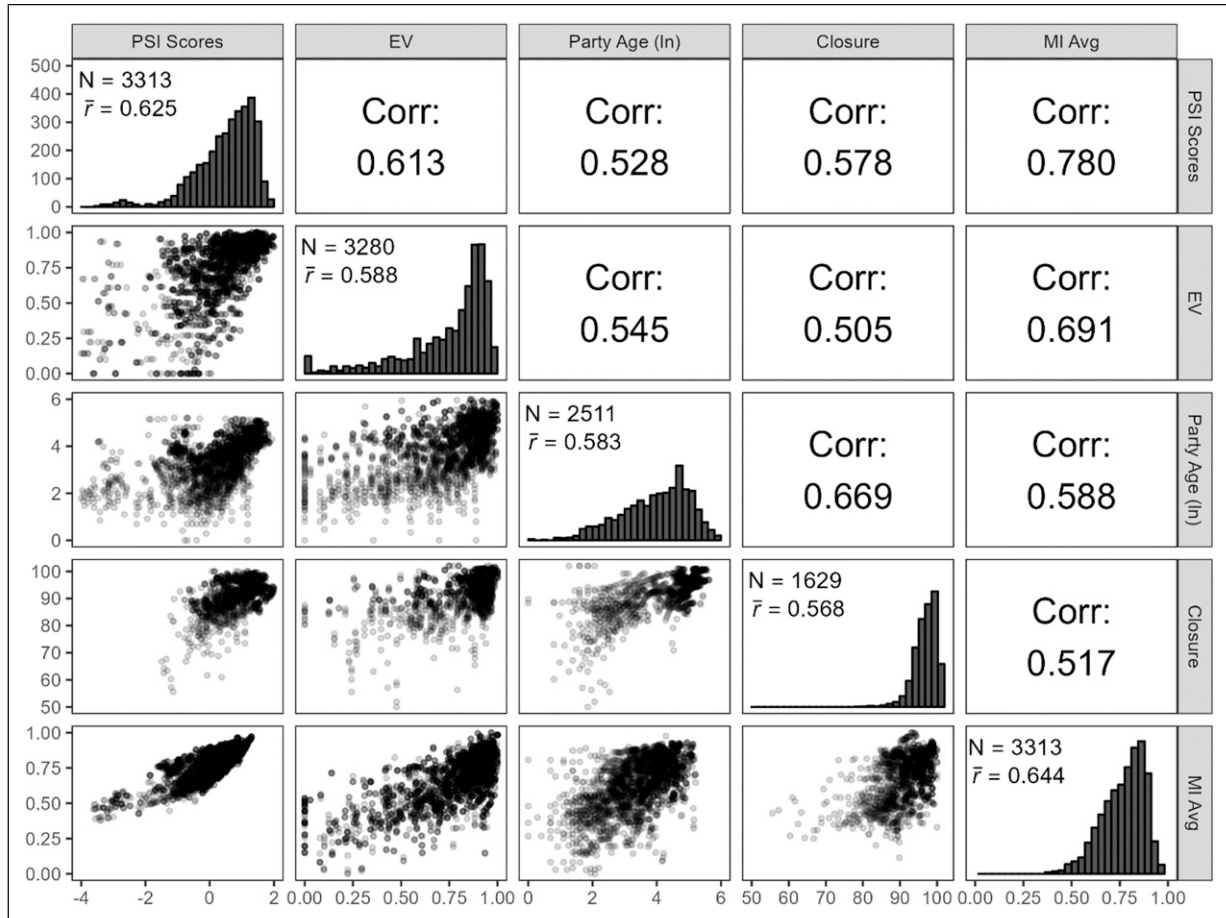 PSI Scores EV Party Age (ln) Closure MI Avg
500
400
300
200
100
0
N = 3313
r̄ = 0.625
Corr:
0.613
Corr:
0.528
Corr:
0.578
Corr:
0.780
PSI Scores
1.00
0.75
0.50
0.25
0.00
N = 3280
r̄ = 0.588
Corr:
0.545
Corr:
0.505
Corr:
0.691
EV
6
4
2
0
N = 2511
r̄ = 0.583
Corr:
0.669
Corr:
0.588
Party Age (ln)
100
90
80
70
60
50
N = 1629
r̄ = 0.568
Corr:
0.517
Closure
1.00
0.75
0.50
0.25
0.00
N = 3313
r̄ = 0.644
MI Avg
-4 -2 0 2
0.00 0.25 0.50 0.75 1.00
0 2 4 6
50 60 70 80 90 100
0.00 0.25 0.50 0.75 1.00